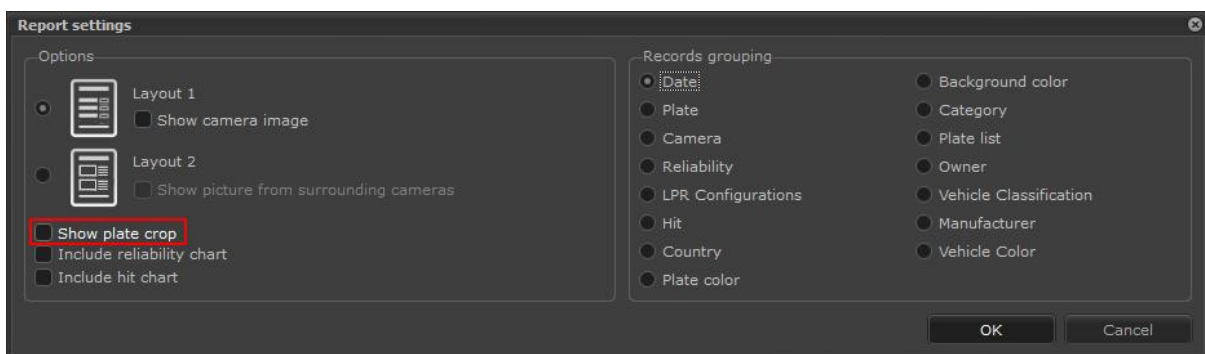 Report settings
Options
Layout 1
Show camera image
Layout 2
Show picture from surrounding cameras
Show plate crop
Include reliability chart
Include hit chart
Records grouping
Date
Plate
Camera
Reliability
LPR Configurations
Hit
Country
Plate color
Background color
Category
Plate list
Owner
Vehicle Classification
Manufacturer
Vehicle Color
OK
Cancel